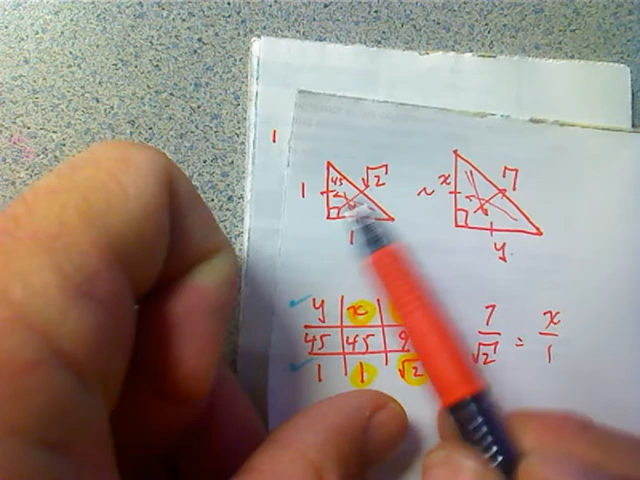 1
45 √2 x 7
1 ~
1 y
y x
45 45 9
1 1 √2
7/√2 = x/1